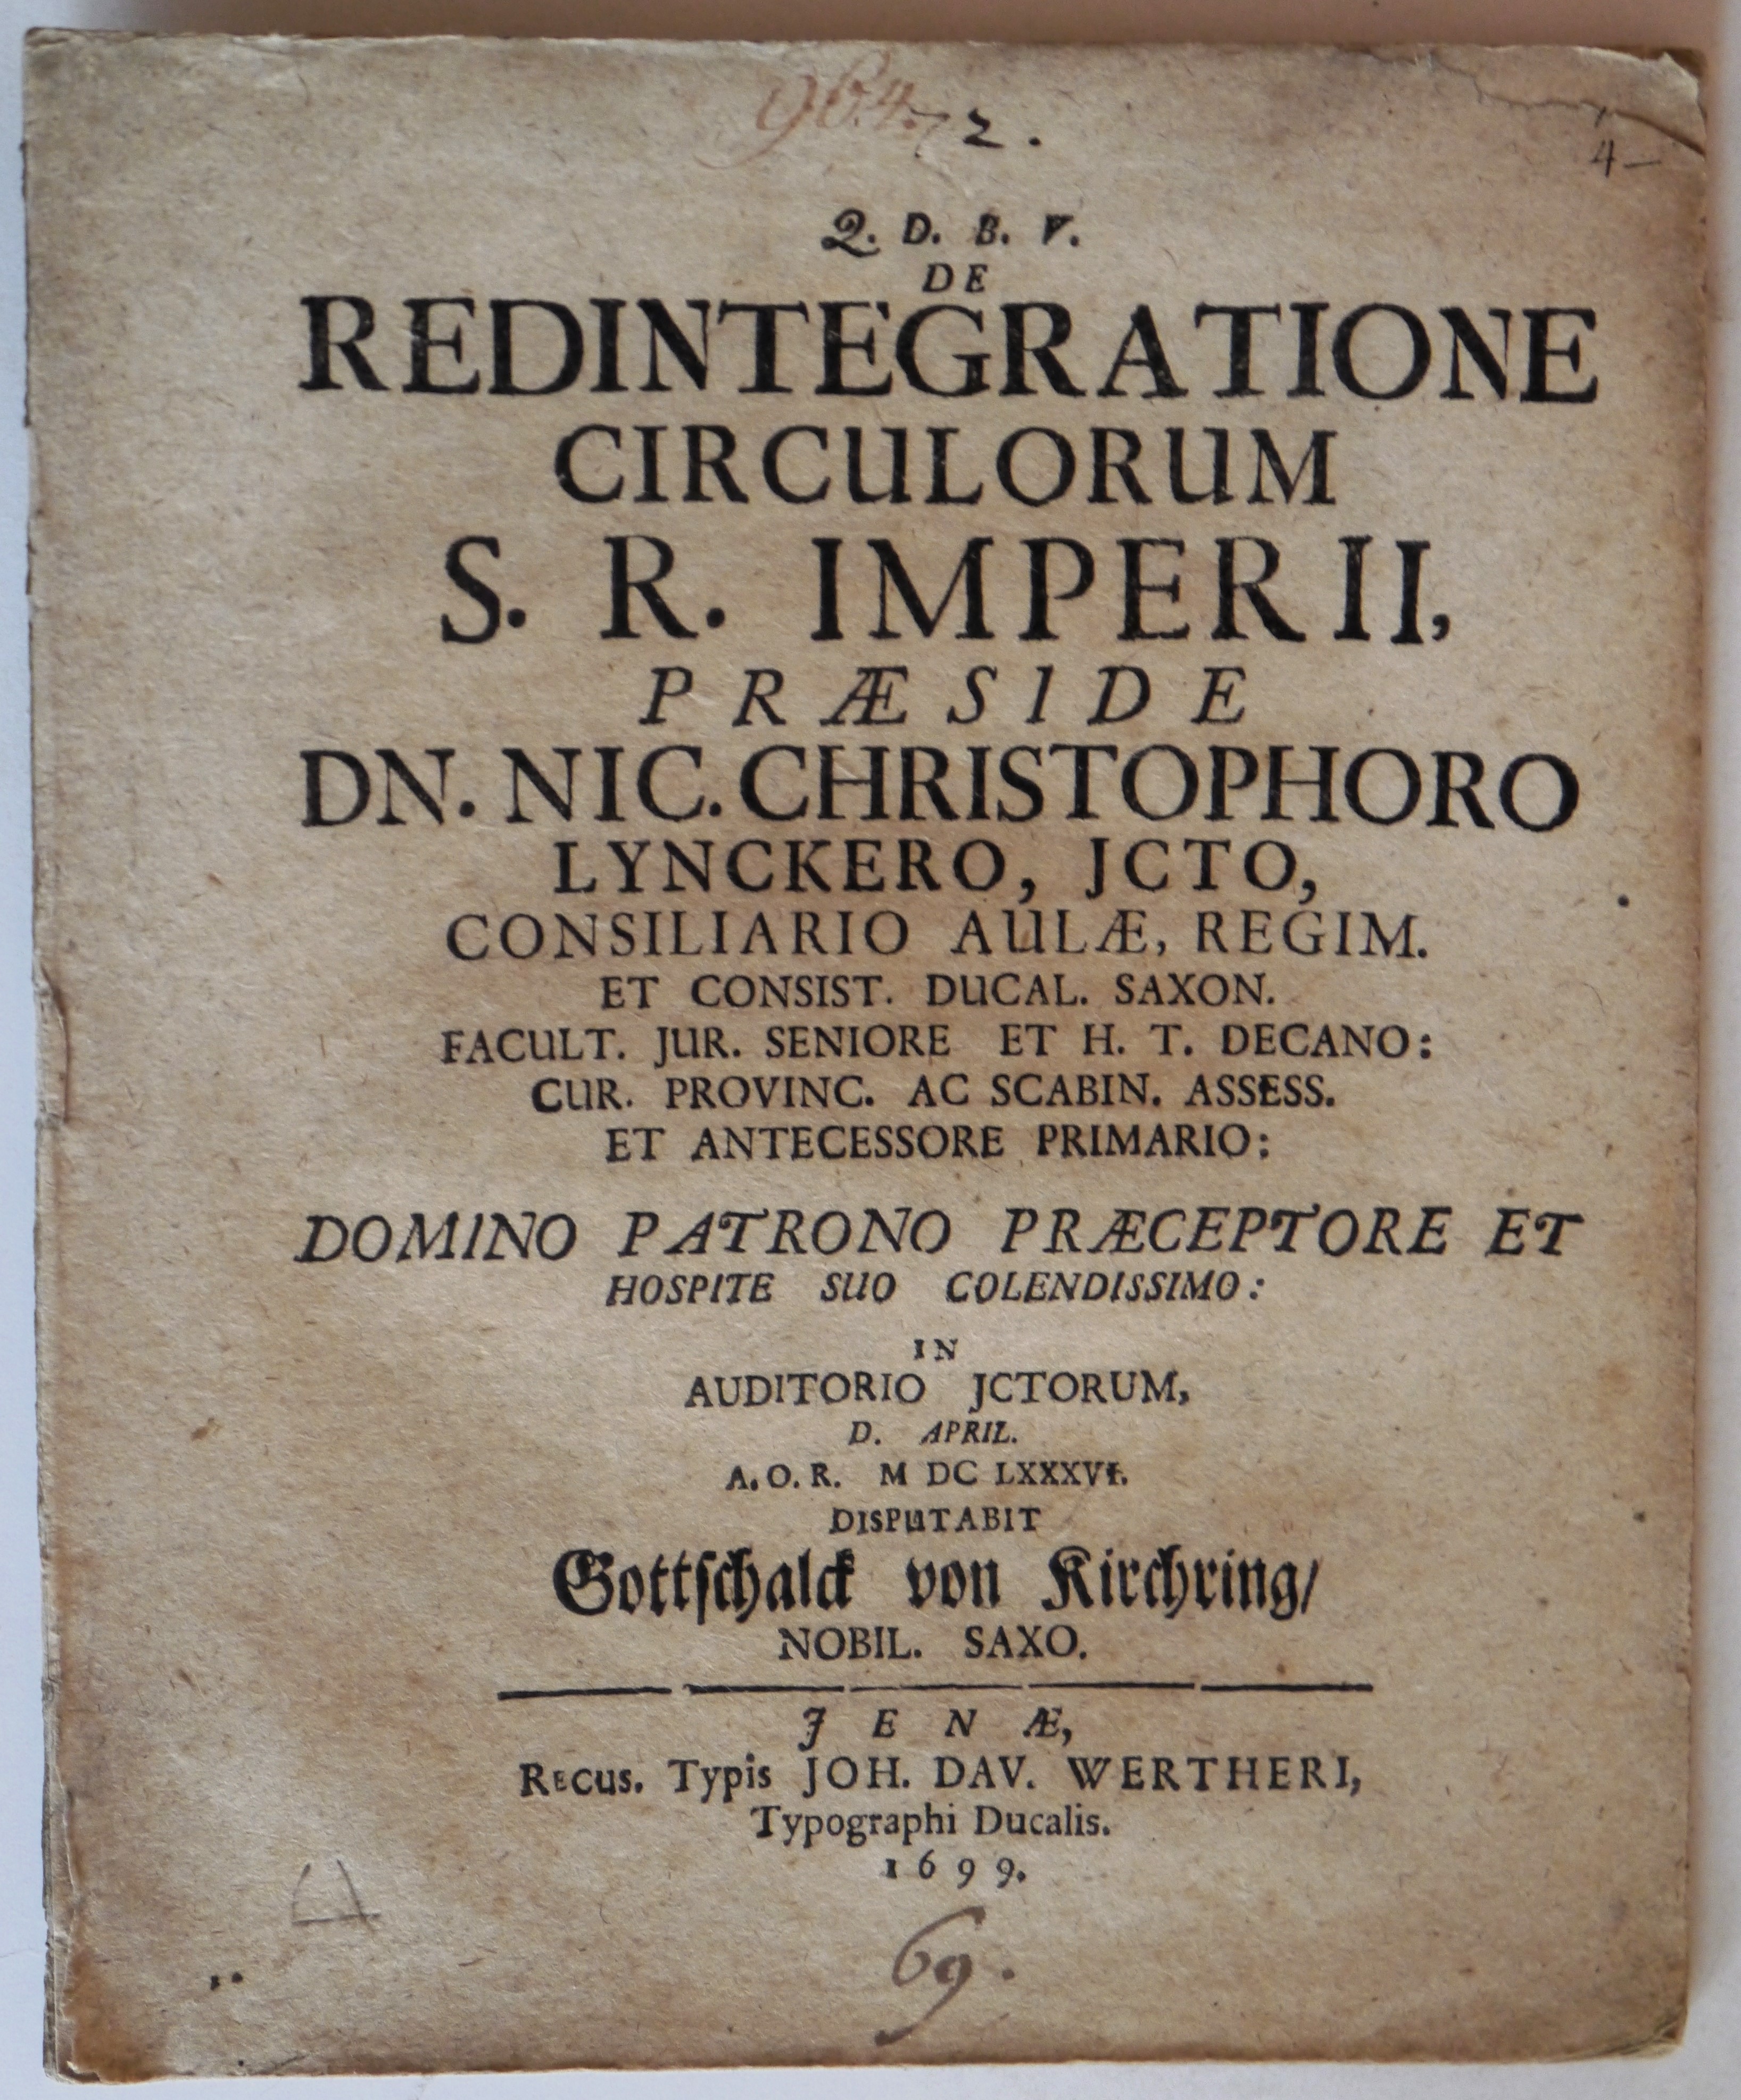 964.
2.
4-
Q. D. B. V.
DE
REDINTEGRATIONE
CIRCULORUM
S. R. IMPERII,
PRÆSIDE
DN. NIC. CHRISTOPHORO
LYNCKERO, JCTO,
CONSILIARIO AULÆ, REGIM.
ET CONSIST. DUCAL. SAXON.
FACULT. JUR. SENIORE ET H. T. DECANO:
CUR. PROVINC. AC SCABIN. ASSESS.
ET ANTECESSORE PRIMARIO:
DOMINO PATRONO PRÆCEPTORE ET
HOSPITE SUO COLENDISSIMO:
IN
AUDITORIO JCTORUM,
D. APRIL.
A. O. R. M DC LXXXVI.
DISPUTABIT
Gottschalck von Kirchring/
NOBIL. SAXO.
JENÆ,
Recus. Typis JOH. DAV. WERTHERI,
Typographi Ducalis.
1699.
69.